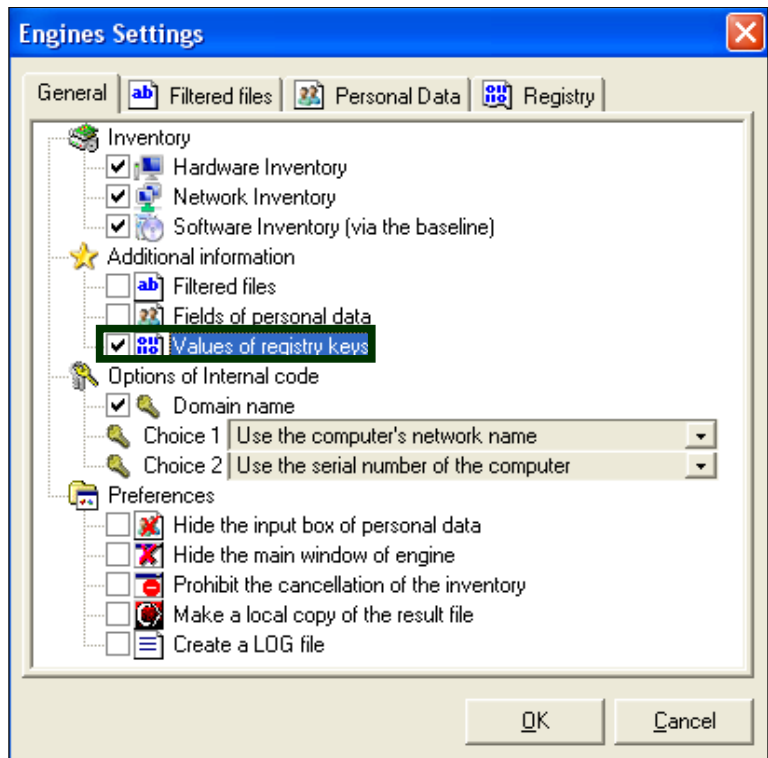 Engines Settings
General Filtered files Personal Data Registry
Inventory
Hardware Inventory
Network Inventory
Software Inventory (via the baseline)
Additional information
Filtered files
Fields of personal data
Values of registry keys
Options of Internal code
Domain name
Choice 1 Use the computer's network name
Choice 2 Use the serial number of the computer
Preferences
Hide the input box of personal data
Hide the main window of engine
Prohibit the cancellation of the inventory
Make a local copy of the result file
Create a LOG file
OK Cancel